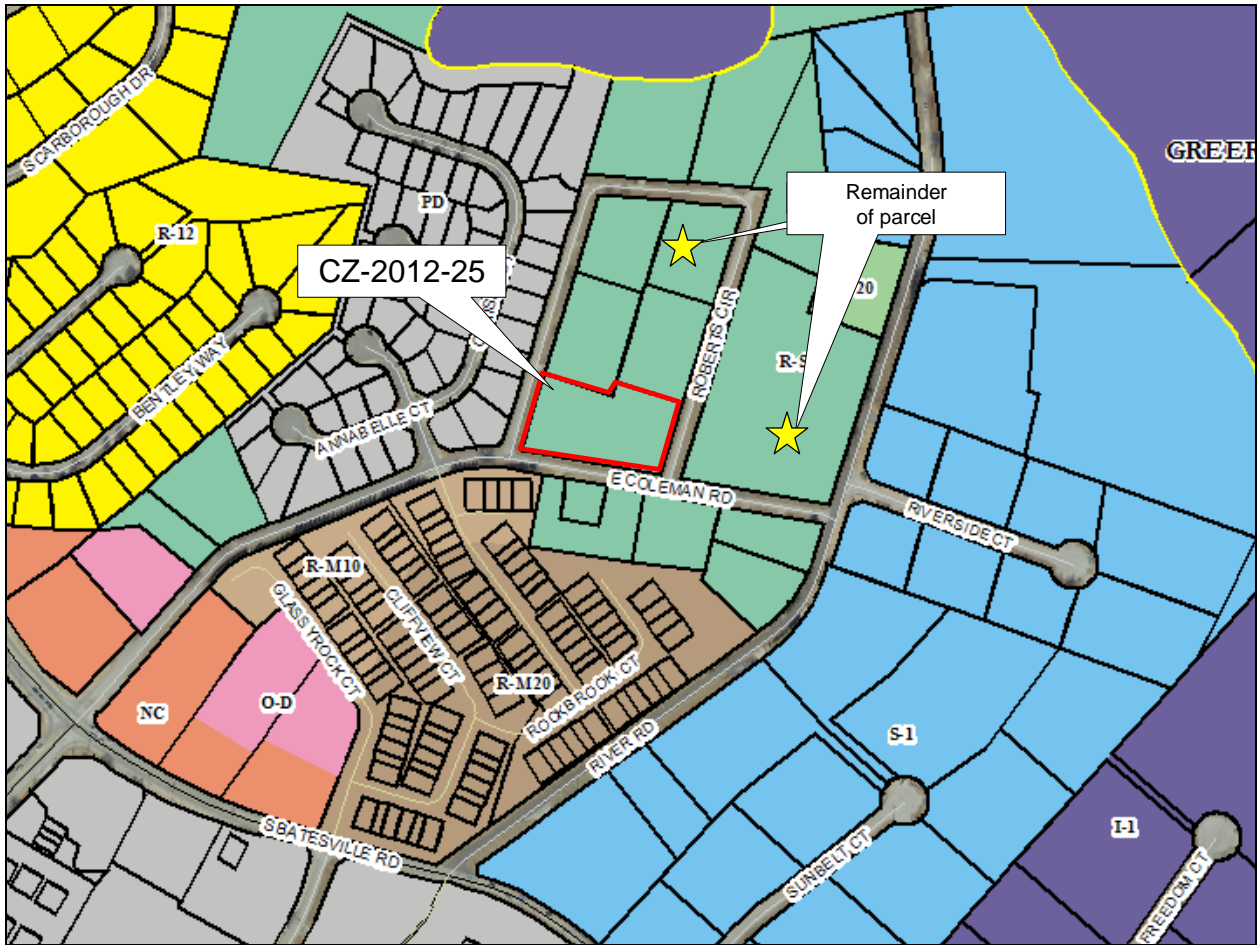 SCARBOROUGH DR
GREER
PD
Remainder
of parcel
R-12
CZ-2012-25
20
ROBERTS CIR
R-S
BENTLEY WAY
ANNABELLE CT
E COLEMAN RD
RIVERSIDE CT
R-M10
GLASSYROCK CT
CLIFFVIEW CT
R-M20
ROCKBROOK CT
NC
O-D
RIVER RD
S-1
S BATESVILLE RD
SUNBELT CT
I-1
FREEDOM CT